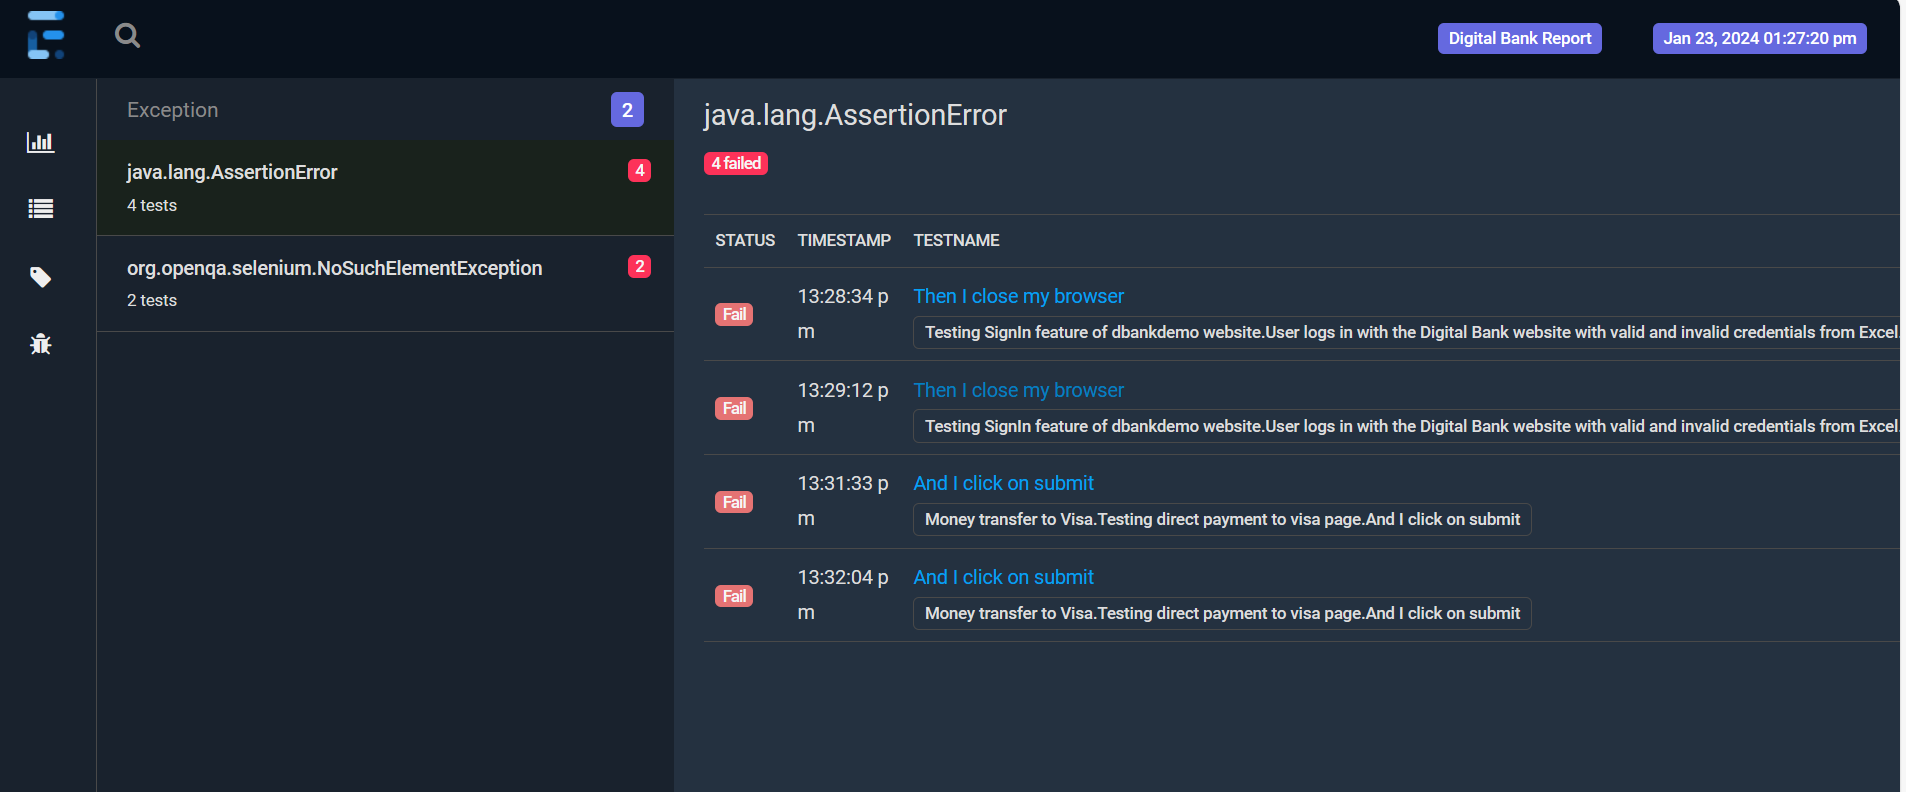 Digital Bank Report
Jan 23, 2024 01:27:20 pm
Exception
2
java.lang.AssertionError
4
4 tests
org.openqa.selenium.NoSuchElementException
2
2 tests
java.lang.AssertionError
4 failed
STATUS TIMESTAMP TESTNAME
Fail
13:28:34 p
m
Then I close my browser
Testing SignIn feature of dbankdemo website.User logs in with the Digital Bank website with valid and invalid credentials from Excel.
Fail
13:29:12 p
m
Then I close my browser
Testing SignIn feature of dbankdemo website.User logs in with the Digital Bank website with valid and invalid credentials from Excel.
Fail
13:31:33 p
m
And I click on submit
Money transfer to Visa.Testing direct payment to visa page.And I click on submit
Fail
13:32:04 p
m
And I click on submit
Money transfer to Visa.Testing direct payment to visa page.And I click on submit